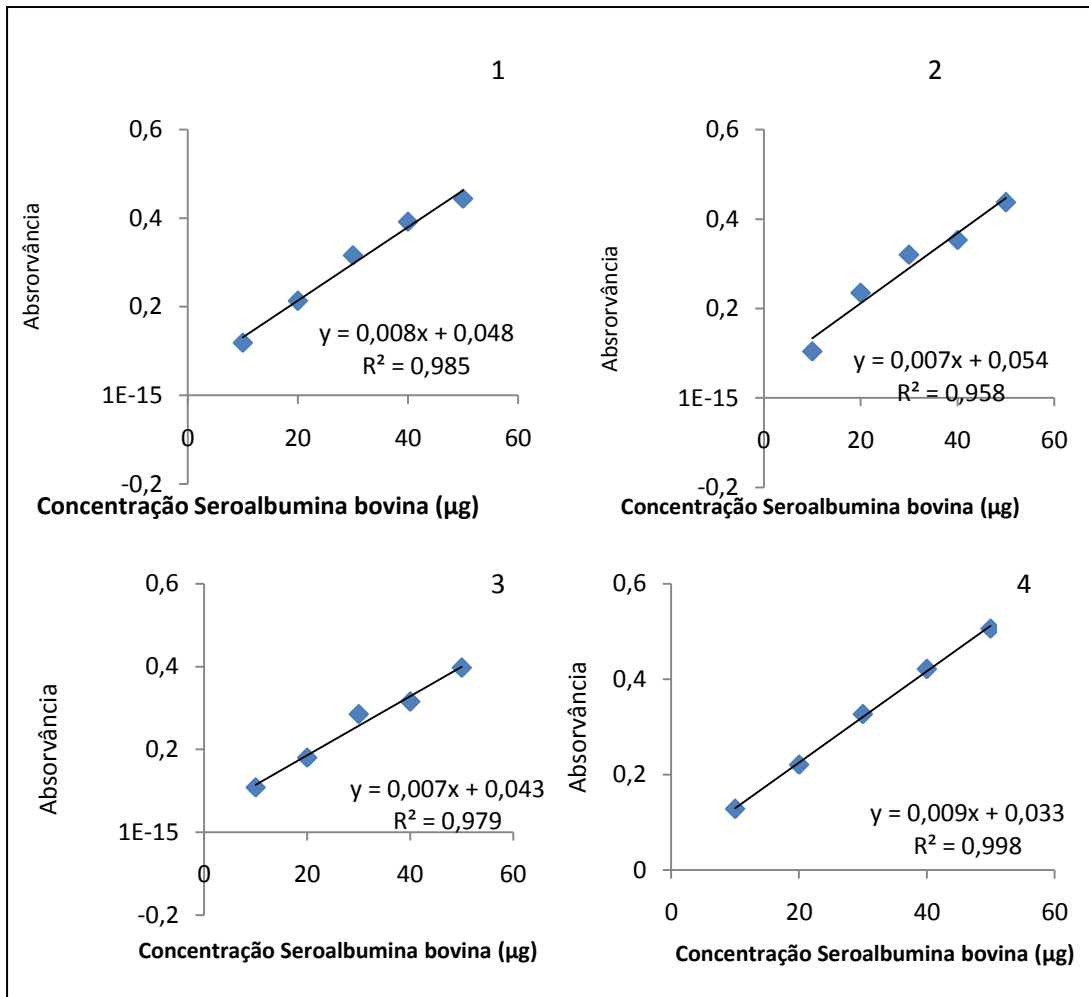 1
0,6
0,4
0,2
1E-15
-0,2
0
20
40
60
Absrorvância
y = 0,008x + 0,048
R² = 0,985
Concentração Seroalbumina bovina (µg)
2
0,6
0,4
0,2
1E-15
-0,2
0
20
40
60
Absrorvância
y = 0,007x + 0,054
R² = 0,958
Concentração Seroalbumina bovina (µg)
3
0,6
0,4
0,2
1E-15
-0,2
0
20
40
60
Absorvância
y = 0,007x + 0,043
R² = 0,979
Concentração Seroalbumina bovina (µg)
4
0,6
0,4
0,2
0
0
20
40
60
Absorvância
y = 0,009x + 0,033
R² = 0,998
Concentração Seroalbumina bovina (µg)